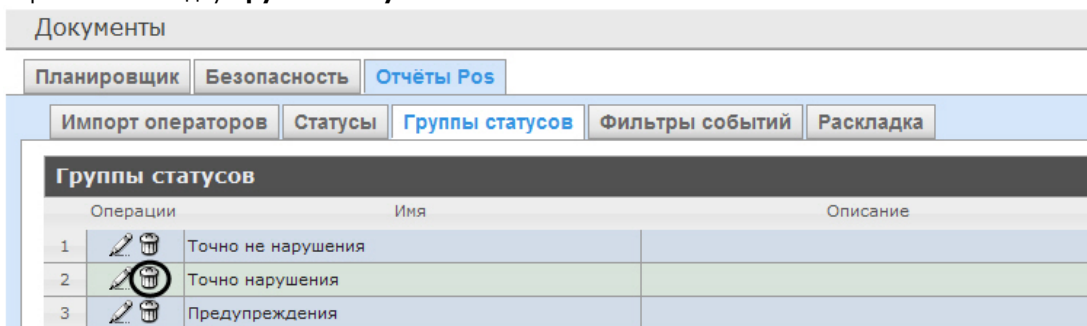 Документы
Планировщик Безопасность Отчёты Pos
Импорт операторов Статусы Группы статусов Фильтры событий Раскладка
Группы статусов
Операции Имя Описание
1 Точно не нарушения
2 Точно нарушения
3 Предупреждения